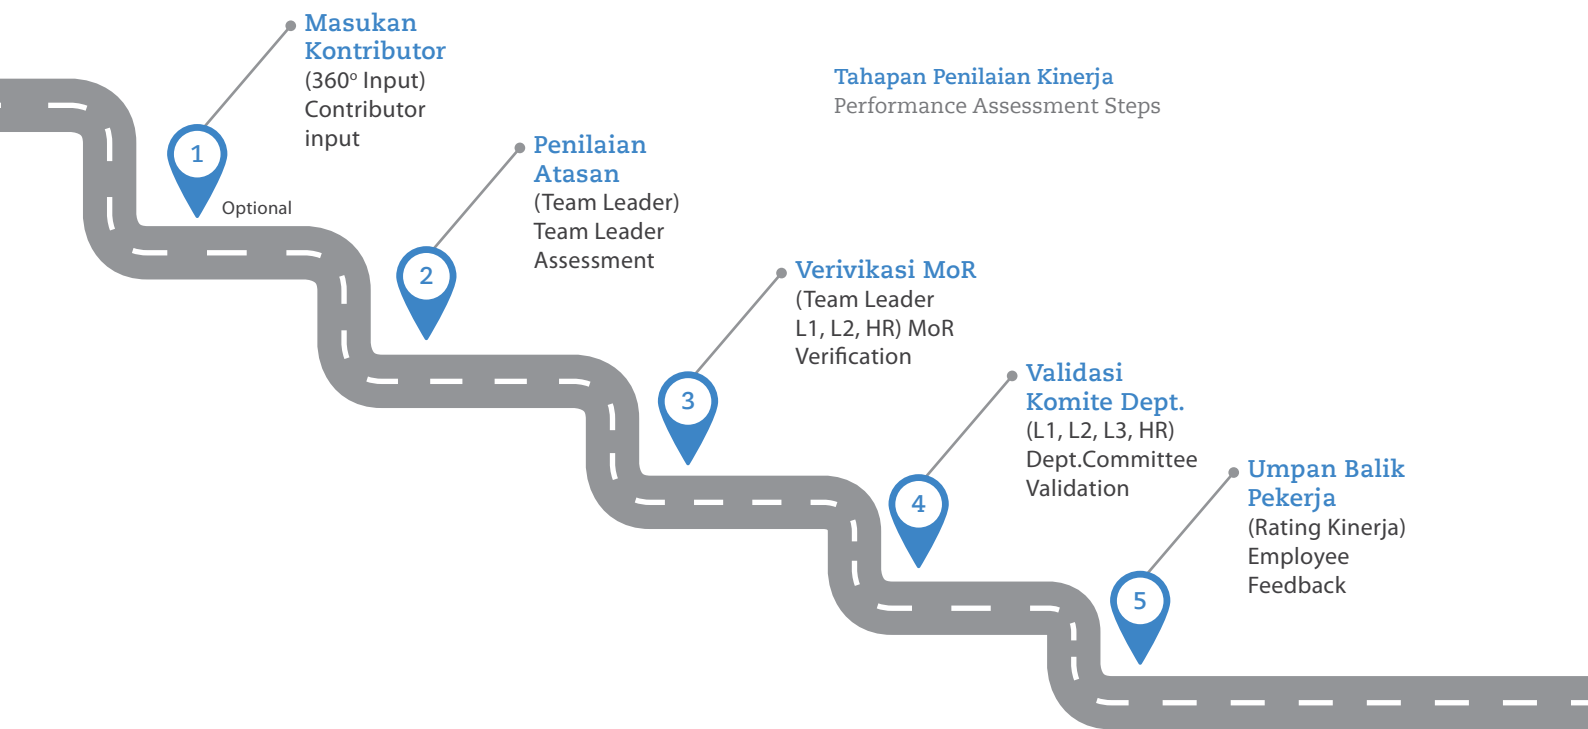 Tahapan Penilaian Kinerja
Performance Assessment Steps
1
Optional
Masukan
Kontributor
(360º Input)
Contributor
input
2
Penilaian
Atasan
(Team Leader)
Team Leader
Assessment
3
Verivikasi MoR
(Team Leader
L1, L2, HR) MoR
Verification
4
Validasi
Komite Dept.
(L1, L2, L3, HR)
Dept.Committee
Validation
5
Umpan Balik
Pekerja
(Rating Kinerja)
Employee
Feedback